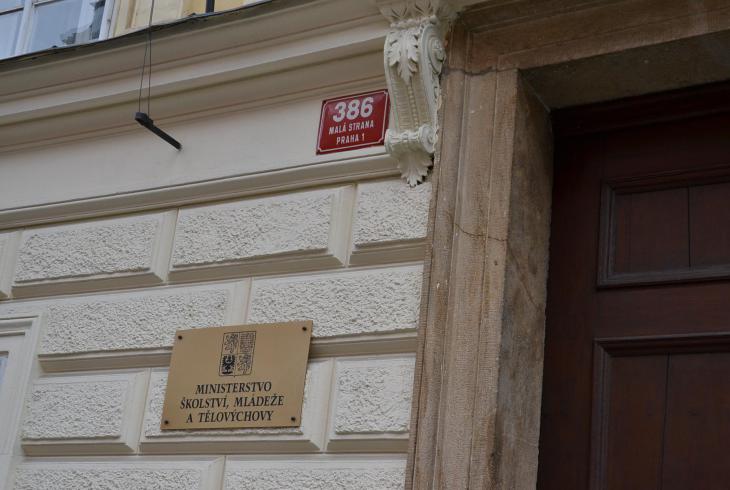 386
MALÁ STRANA
PRAHA 1
MINISTERSTVO
ŠKOLSTVÍ, MLÁDEŽE
A TĚLOVÝCHOVY